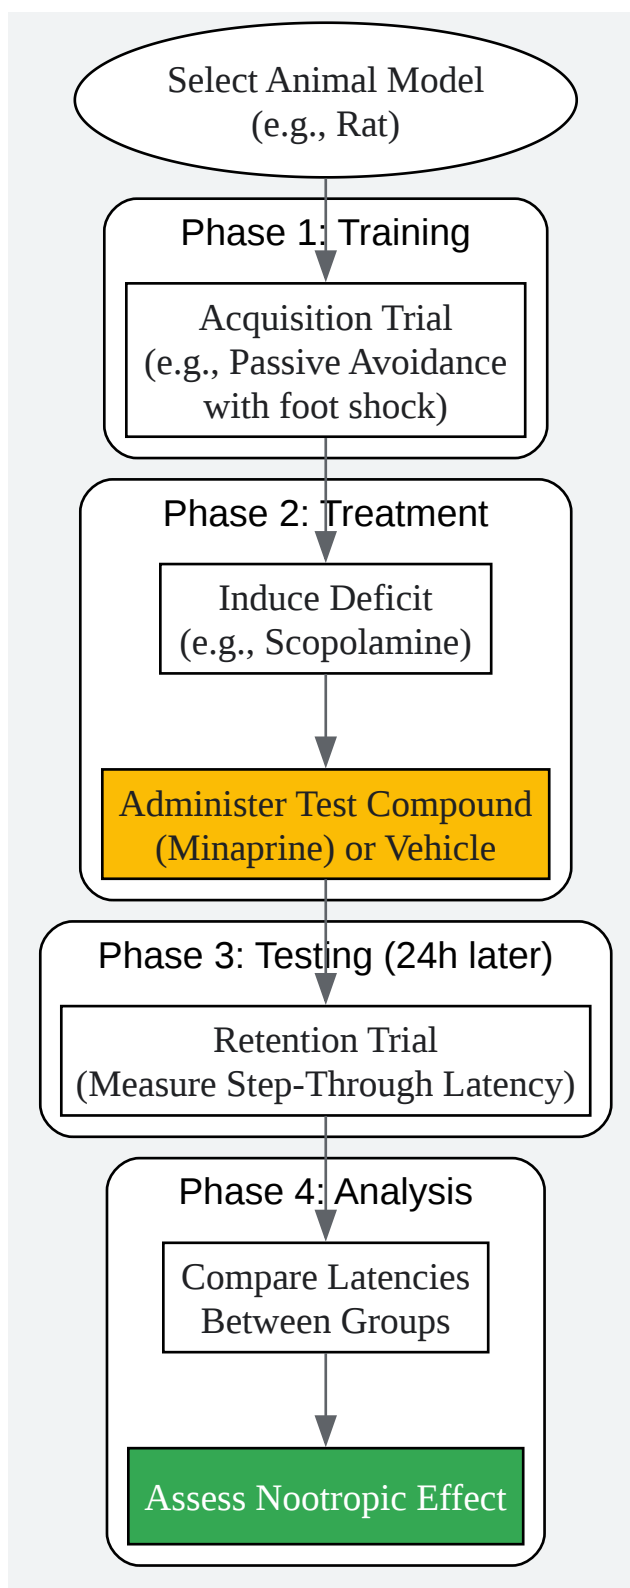 Select Animal Model
(e.g., Rat)
Phase 1: Training
Acquisition Trial
(e.g., Passive Avoidance
with foot shock)
Phase 2: Treatment
Induce Deficit
(e.g., Scopolamine)
Administer Test Compound
(Minaprine) or Vehicle
Phase 3: Testing (24h later)
Retention Trial
(Measure Step-Through Latency)
Phase 4: Analysis
Compare Latencies
Between Groups
Assess Nootropic Effect